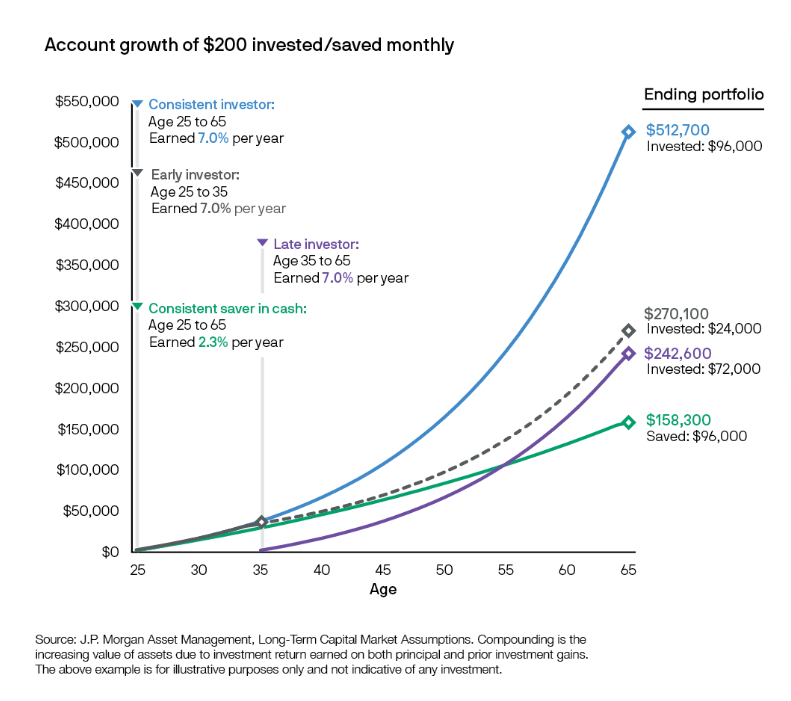 Account growth of $200 invested/saved monthly
Ending portfolio
$550,000
$500,000
$450,000
$400,000
$350,000
$300,000
$250,000
$200,000
$150,000
$100,000
$50,000
$0
Consistent investor:
Age 25 to 65
Earned 7.0% per year
Early investor:
Age 25 to 35
Earned 7.0% per year
Late investor:
Age 35 to 65
Earned 7.0% per year
Consistent saver in cash:
Age 25 to 65
Earned 2.3% per year
$512,700
Invested: $96,000
$270,100
Invested: $24,000
$242,600
Invested: $72,000
$158,300
Saved: $96,000
25 30 35 40 45 50 55 60 65
Age
Source: J.P. Morgan Asset Management, Long-Term Capital Market Assumptions. Compounding is the
increasing value of assets due to investment return earned on both principal and prior investment gains.
The above example is for illustrative purposes only and not indicative of any investment.